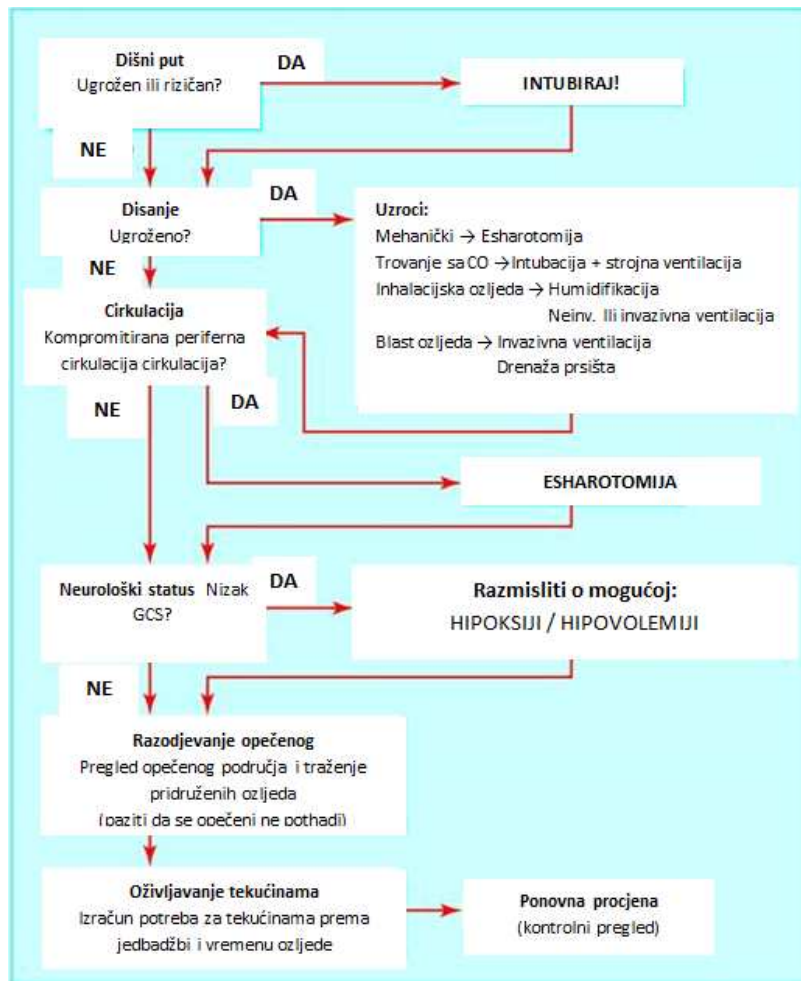 Dišni put
Ugrožen ili rizičan?
DA
INTUBIRAJ!
NE
Disanje
Ugroženo?
DA
Uzroci:
Mehanički → Esharotomija
Trovanje sa CO → Intubacija + strojna ventilacija
Inhalacijska ozljeda → Humidifikacija
Neinv. Ili invazivna ventilacija
Blast ozljeda → Invazivna ventilacija
Drenaža prsišta
NE
Cirkulacija
Kompromitirana periferna
cirkulacija cirkulacija?
NE
DA
ESHAROTOMIJA
Neurološki status Nizak
GCS?
DA
Razmisliti o mogućoj:
HIPOKSIJI / HIPOVOLEMIJI
NE
Razodjevanje opečenog
Pregled opečenog područja i traženje
pridruženih ozljeda
(paziti da se opečeni ne pothadi)
Oživljavanje tekućinama
Izračun potreba za tekućinama prema
jedbadžbi i vremenu ozljede
Ponovna procjena
(kontrolni pregled)